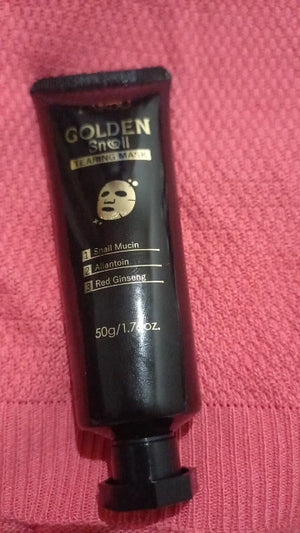 GOLDEN
Snail
TEARING MASK
1 Snail Mucin
2 Allantoin
3 Red Ginseng
50g/1.76oz.